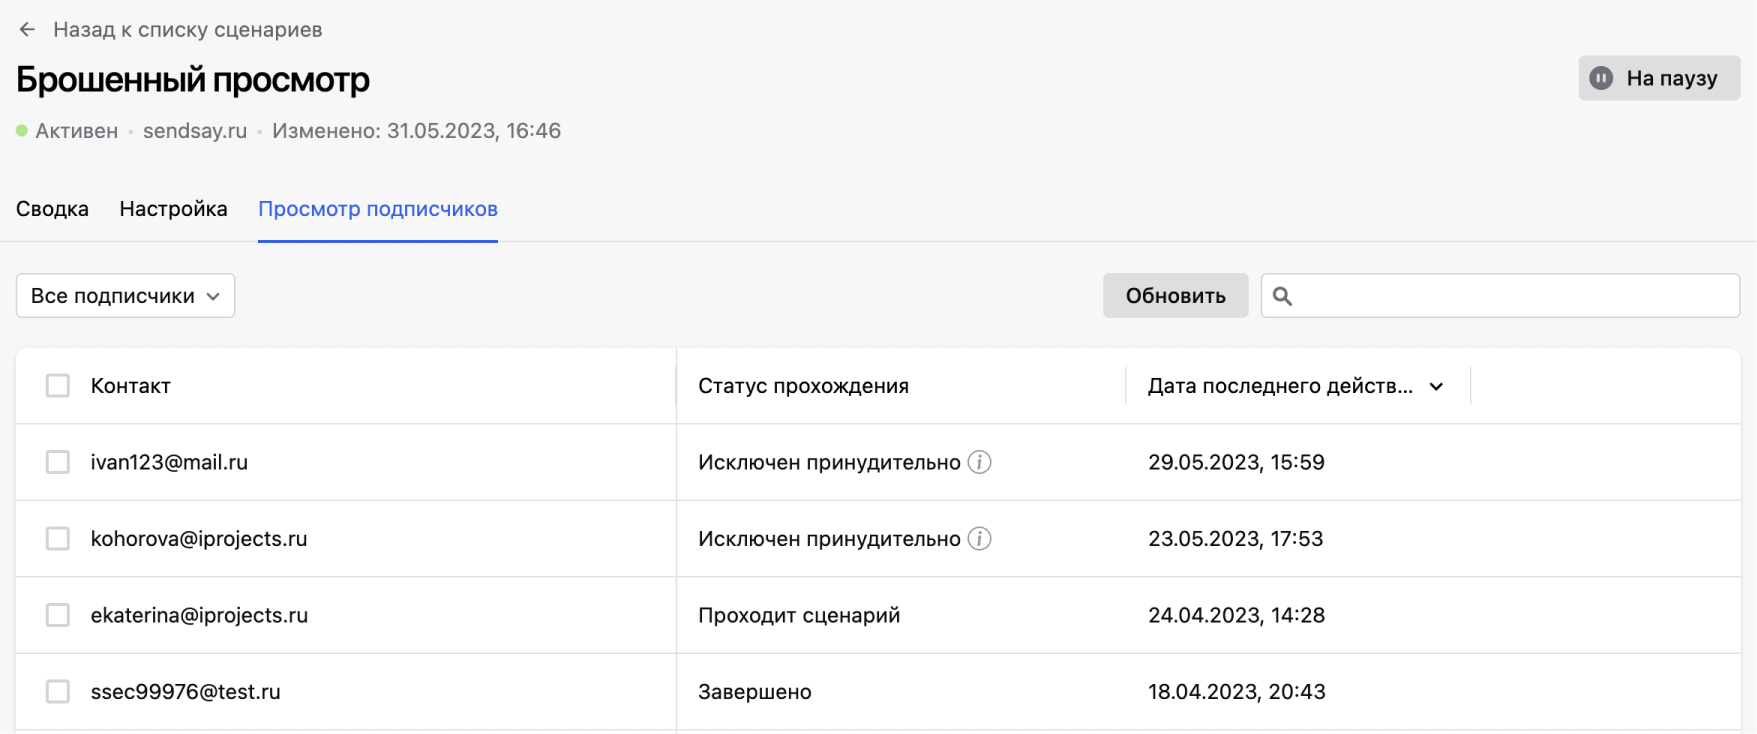 Назад к списку сценариев
Брошенный просмотр
На паузу
Активен • sendsay.ru • Изменено: 31.05.2023, 16:46
Сводка Настройка Просмотр подписчиков
Все подписчики Обновить
Контакт Статус прохождения Дата последнего действ...
ivan123@mail.ru Исключен принудительно i 29.05.2023, 15:59
kohorova@iprojects.ru Исключен принудительно i 23.05.2023, 17:53
ekaterina@iprojects.ru Проходит сценарий 24.04.2023, 14:28
ssec99976@test.ru Завершено 18.04.2023, 20:43